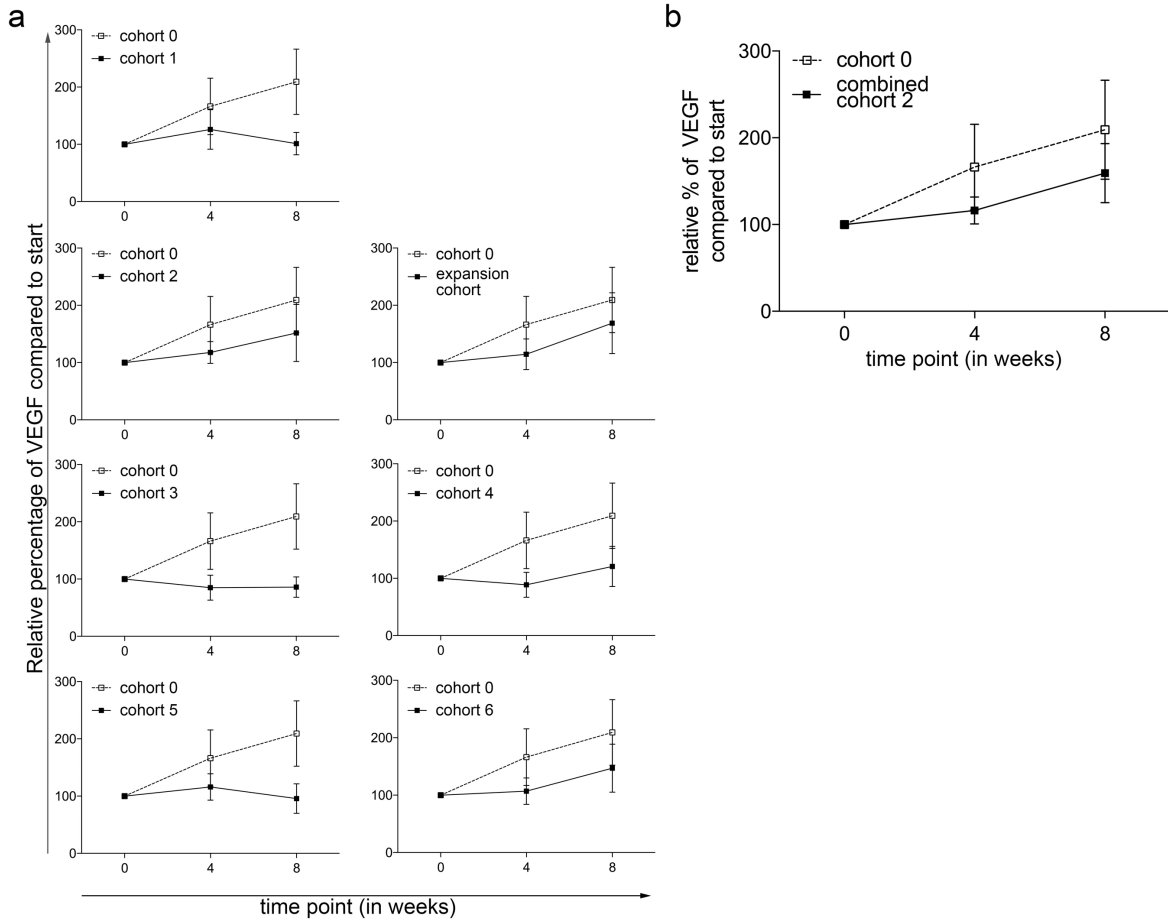 a
Relative percentage of VEGF compared to start
300
200
100
0
cohort 0
cohort 1
0 4 8
300
200
100
0
cohort 0
cohort 2
0 4 8
300
200
100
0
cohort 0
expansion
cohort
0 4 8
300
200
100
0
cohort 0
cohort 3
0 4 8
300
200
100
0
cohort 0
cohort 4
0 4 8
300
200
100
0
cohort 0
cohort 5
0 4 8
300
200
100
0
cohort 0
cohort 6
0 4 8
time point (in weeks)
b
relative % of VEGF
compared to start
300
200
100
0
cohort 0
combined
cohort 2
0 4 8
time point (in weeks)